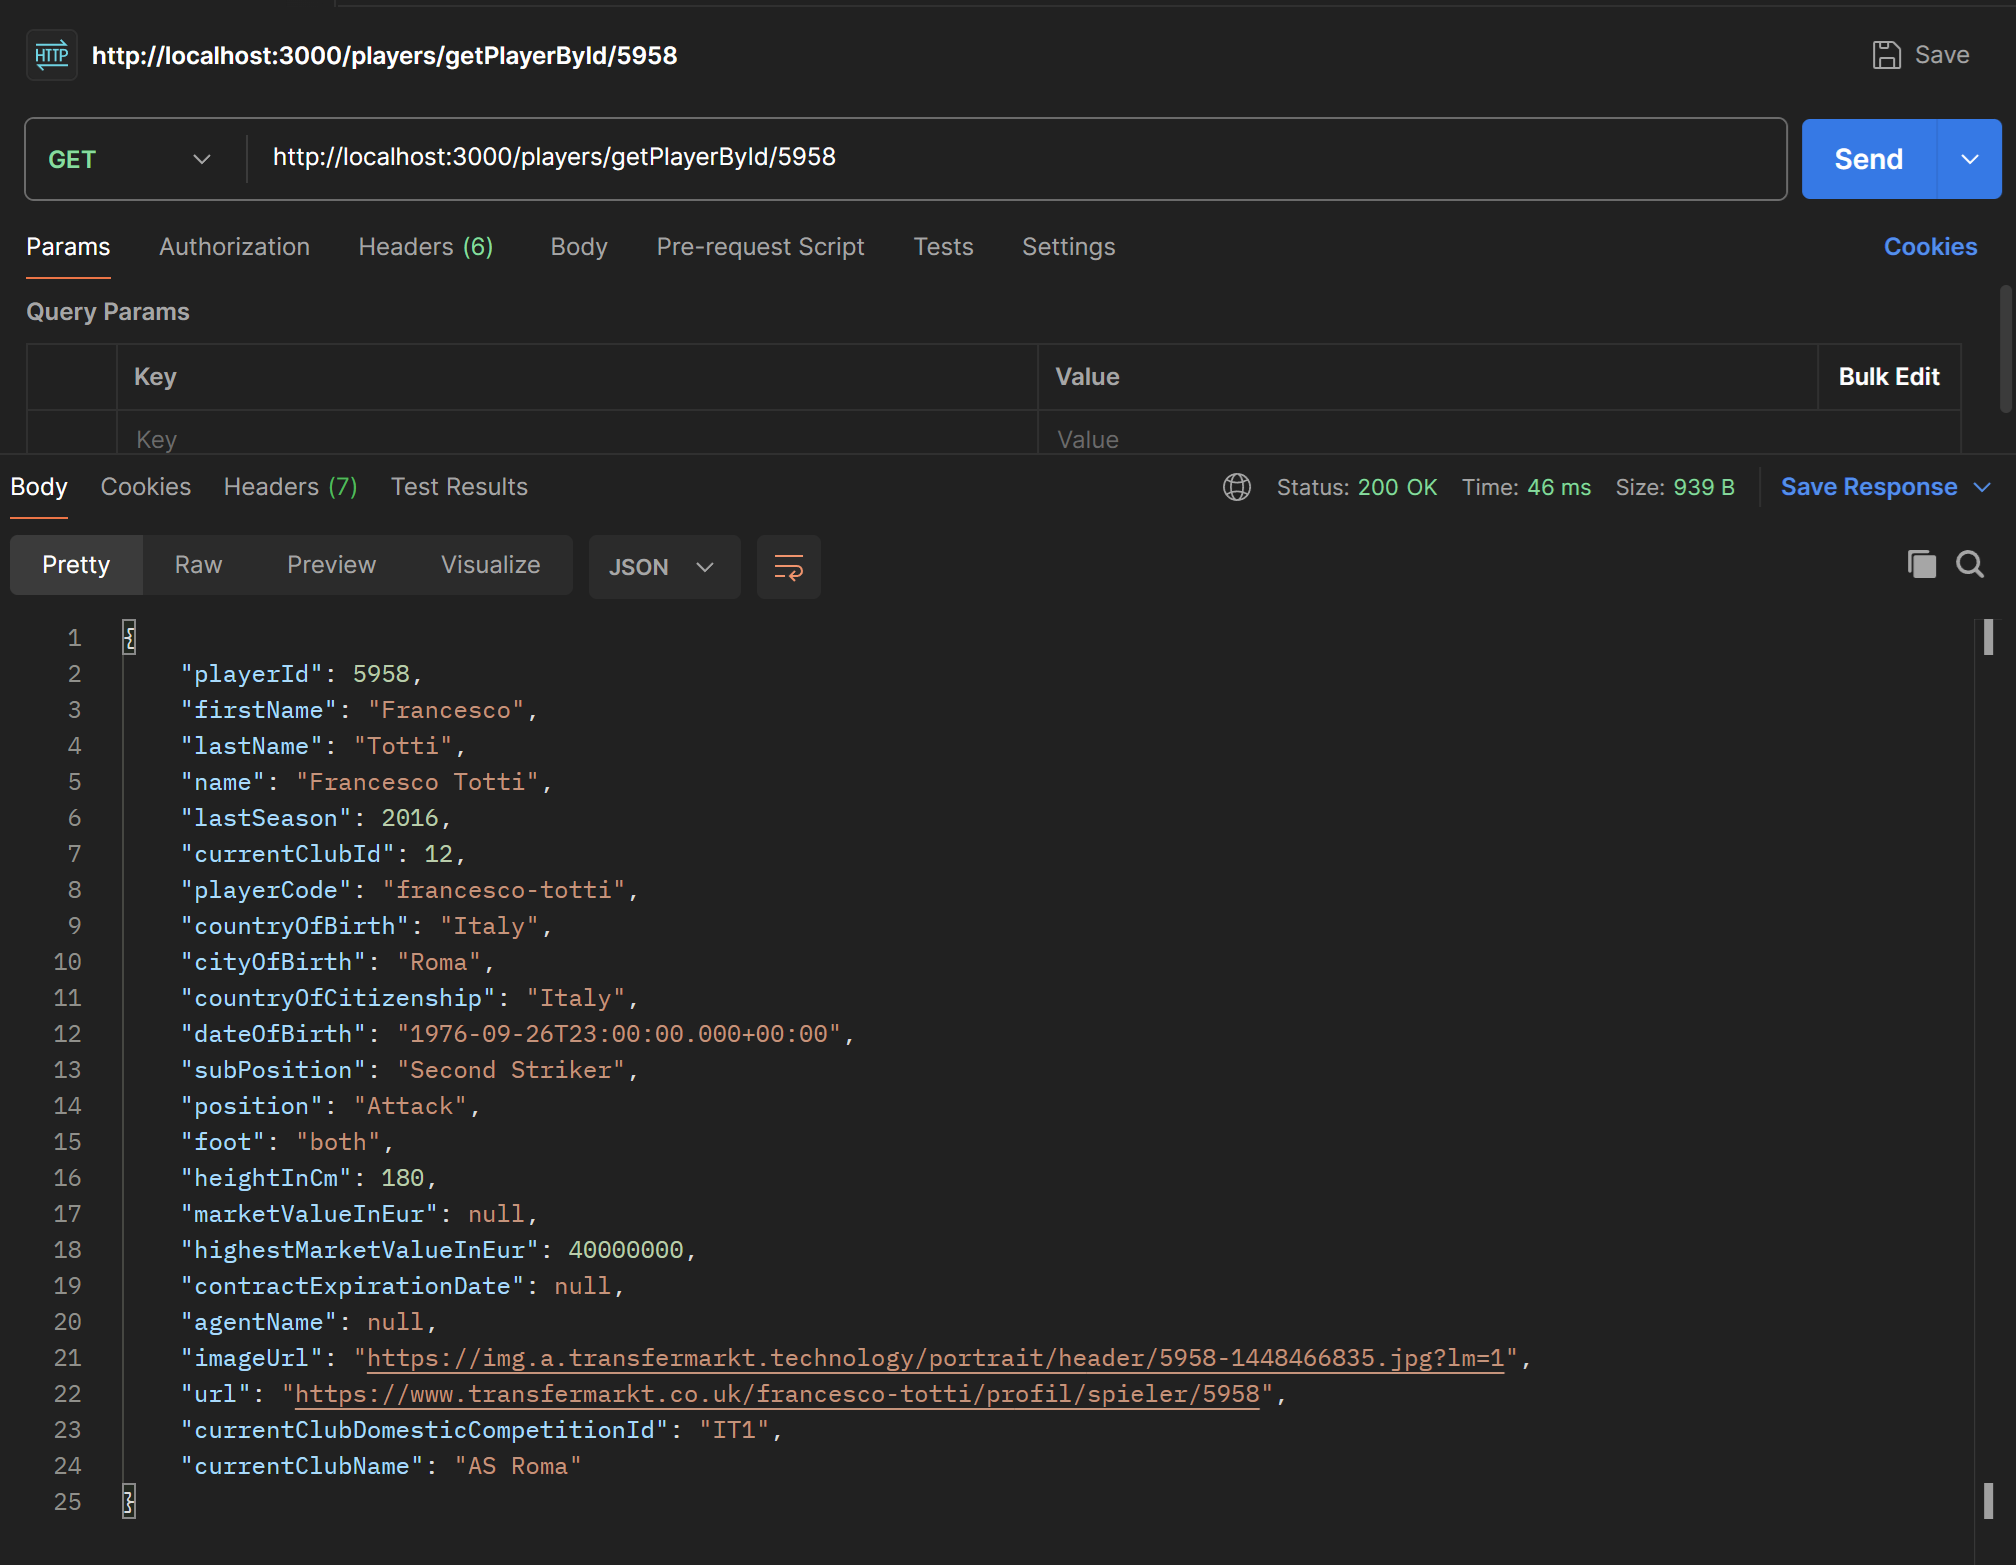 HTTP http://localhost:3000/players/getPlayerById/5958 Save
GET http://localhost:3000/players/getPlayerById/5958 Send
Params Authorization Headers (6) Body Pre-request Script Tests Settings Cookies
Query Params
Key Value Bulk Edit
Key Value
Body Cookies Headers (7) Test Results Status: 200 OK Time: 46 ms Size: 939 B Save Response
Pretty Raw Preview Visualize JSON
1 {
2 "playerId": 5958,
3 "firstName": "Francesco",
4 "lastName": "Totti",
5 "name": "Francesco Totti",
6 "lastSeason": 2016,
7 "currentClubId": 12,
8 "playerCode": "francesco-totti",
9 "countryOfBirth": "Italy",
10 "cityOfBirth": "Roma",
11 "countryOfCitizenship": "Italy",
12 "dateOfBirth": "1976-09-26T23:00:00.000+00:00",
13 "subPosition": "Second Striker",
14 "position": "Attack",
15 "foot": "both",
16 "heightInCm": 180,
17 "marketValueInEur": null,
18 "highestMarketValueInEur": 40000000,
19 "contractExpirationDate": null,
20 "agentName": null,
21 "imageUrl": "https://img.a.transfermarkt.technology/portrait/header/5958-1448466835.jpg?lm=1",
22 "url": "https://www.transfermarkt.co.uk/francesco-totti/profil/spieler/5958",
23 "currentClubDomesticCompetitionId": "IT1",
24 "currentClubName": "AS Roma"
25 }